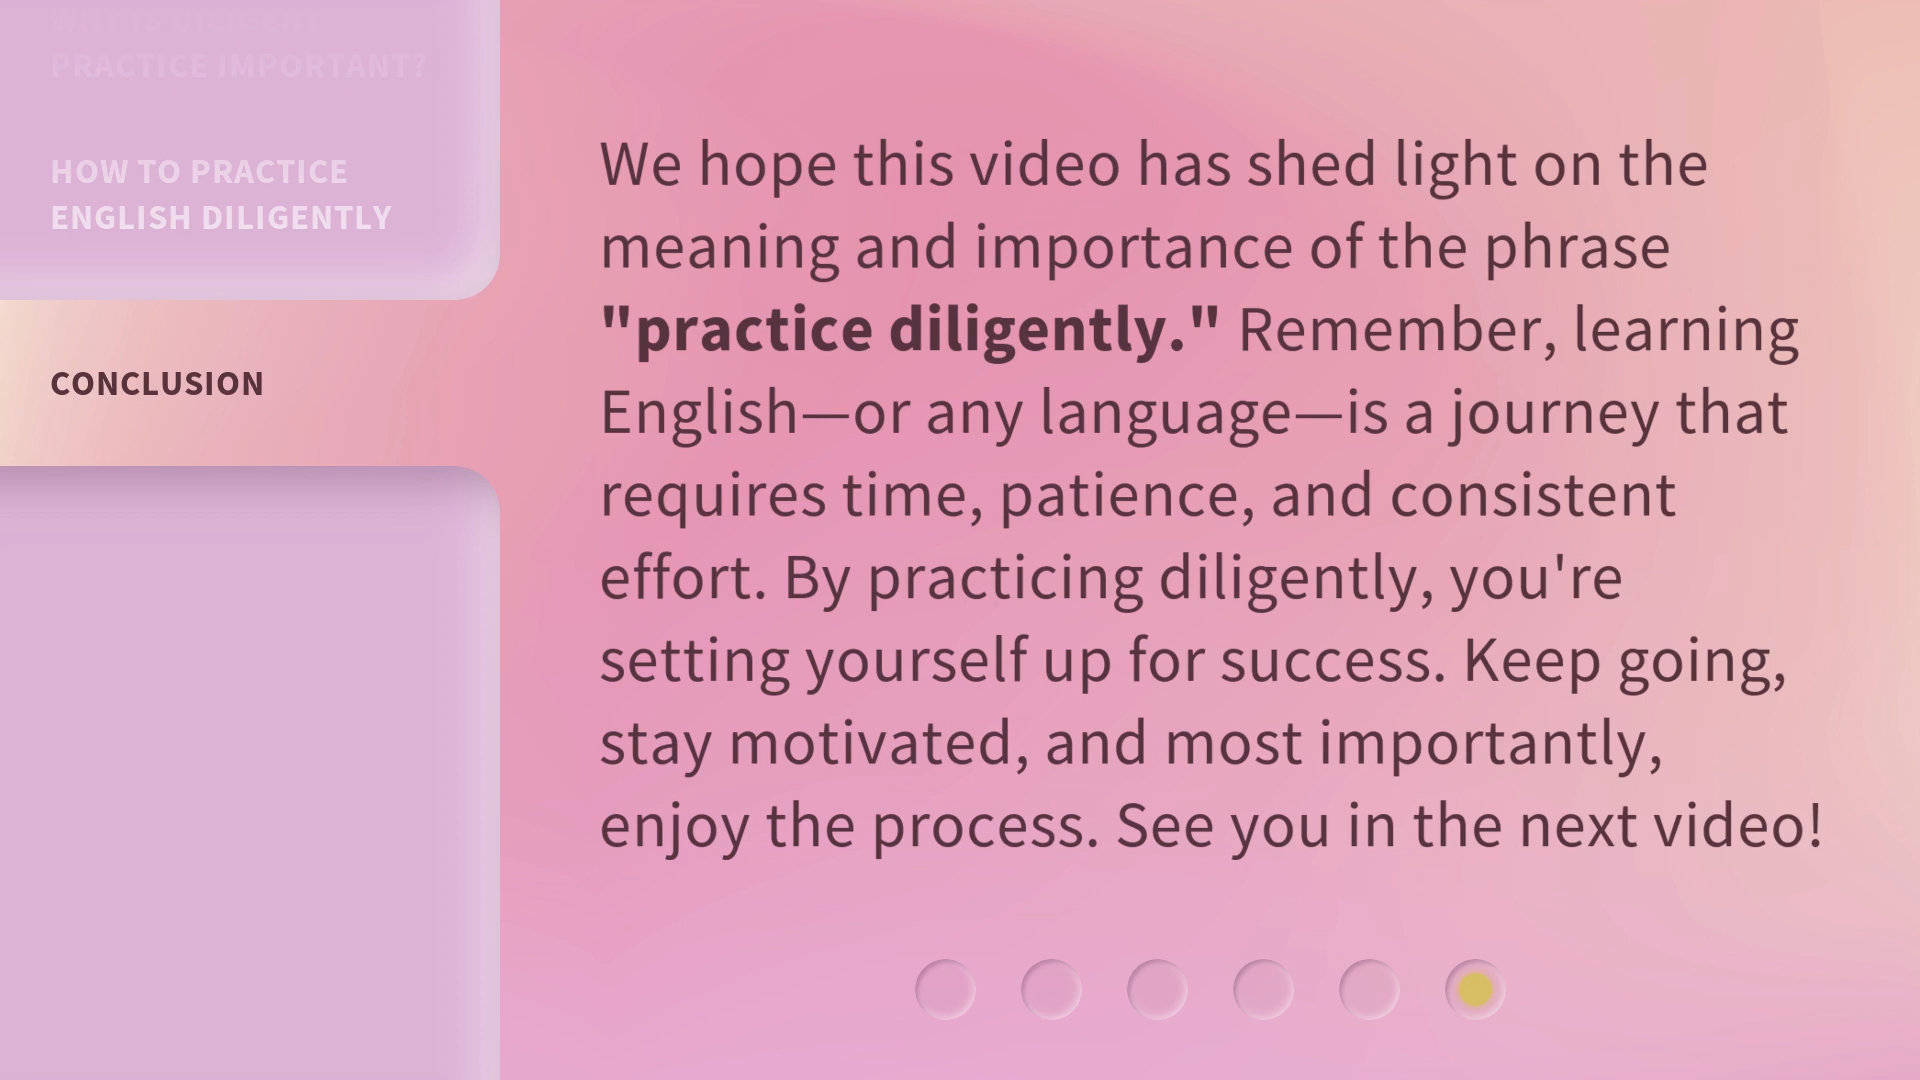 WHY IS DILIGENT
PRACTICE IMPORTANT?
HOW TO PRACTICE
ENGLISH DILIGENTLY
CONCLUSION
We hope this video has shed light on the
meaning and importance of the phrase
"practice diligently." Remember, learning
English—or any language—is a journey that
requires time, patience, and consistent
effort. By practicing diligently, you're
setting yourself up for success. Keep going,
stay motivated, and most importantly,
enjoy the process. See you in the next video!